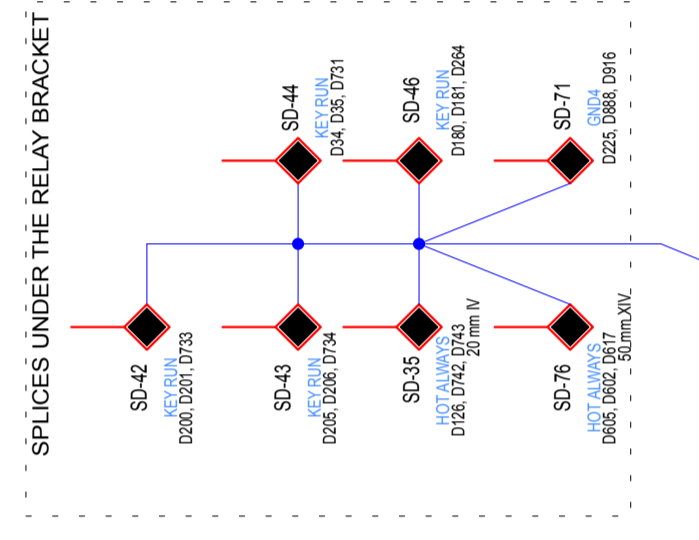 SPLICES UNDER THE RELAY BRACKET
SD-44
KEY RUN
D34, D35, D731
SD-46
KEY RUN
D180, D181, D264
SD-71
GND4
D225, D888, D916
SD-42
KEY RUN
D200, D201, D733
SD-43
KEY RUN
D205, D206, D734
SD-35
HOT ALWAYS
D126, D742, D743
20 mm IV
SD-76
HOT ALWAYS
D605, D602, D617
50 mm XIV